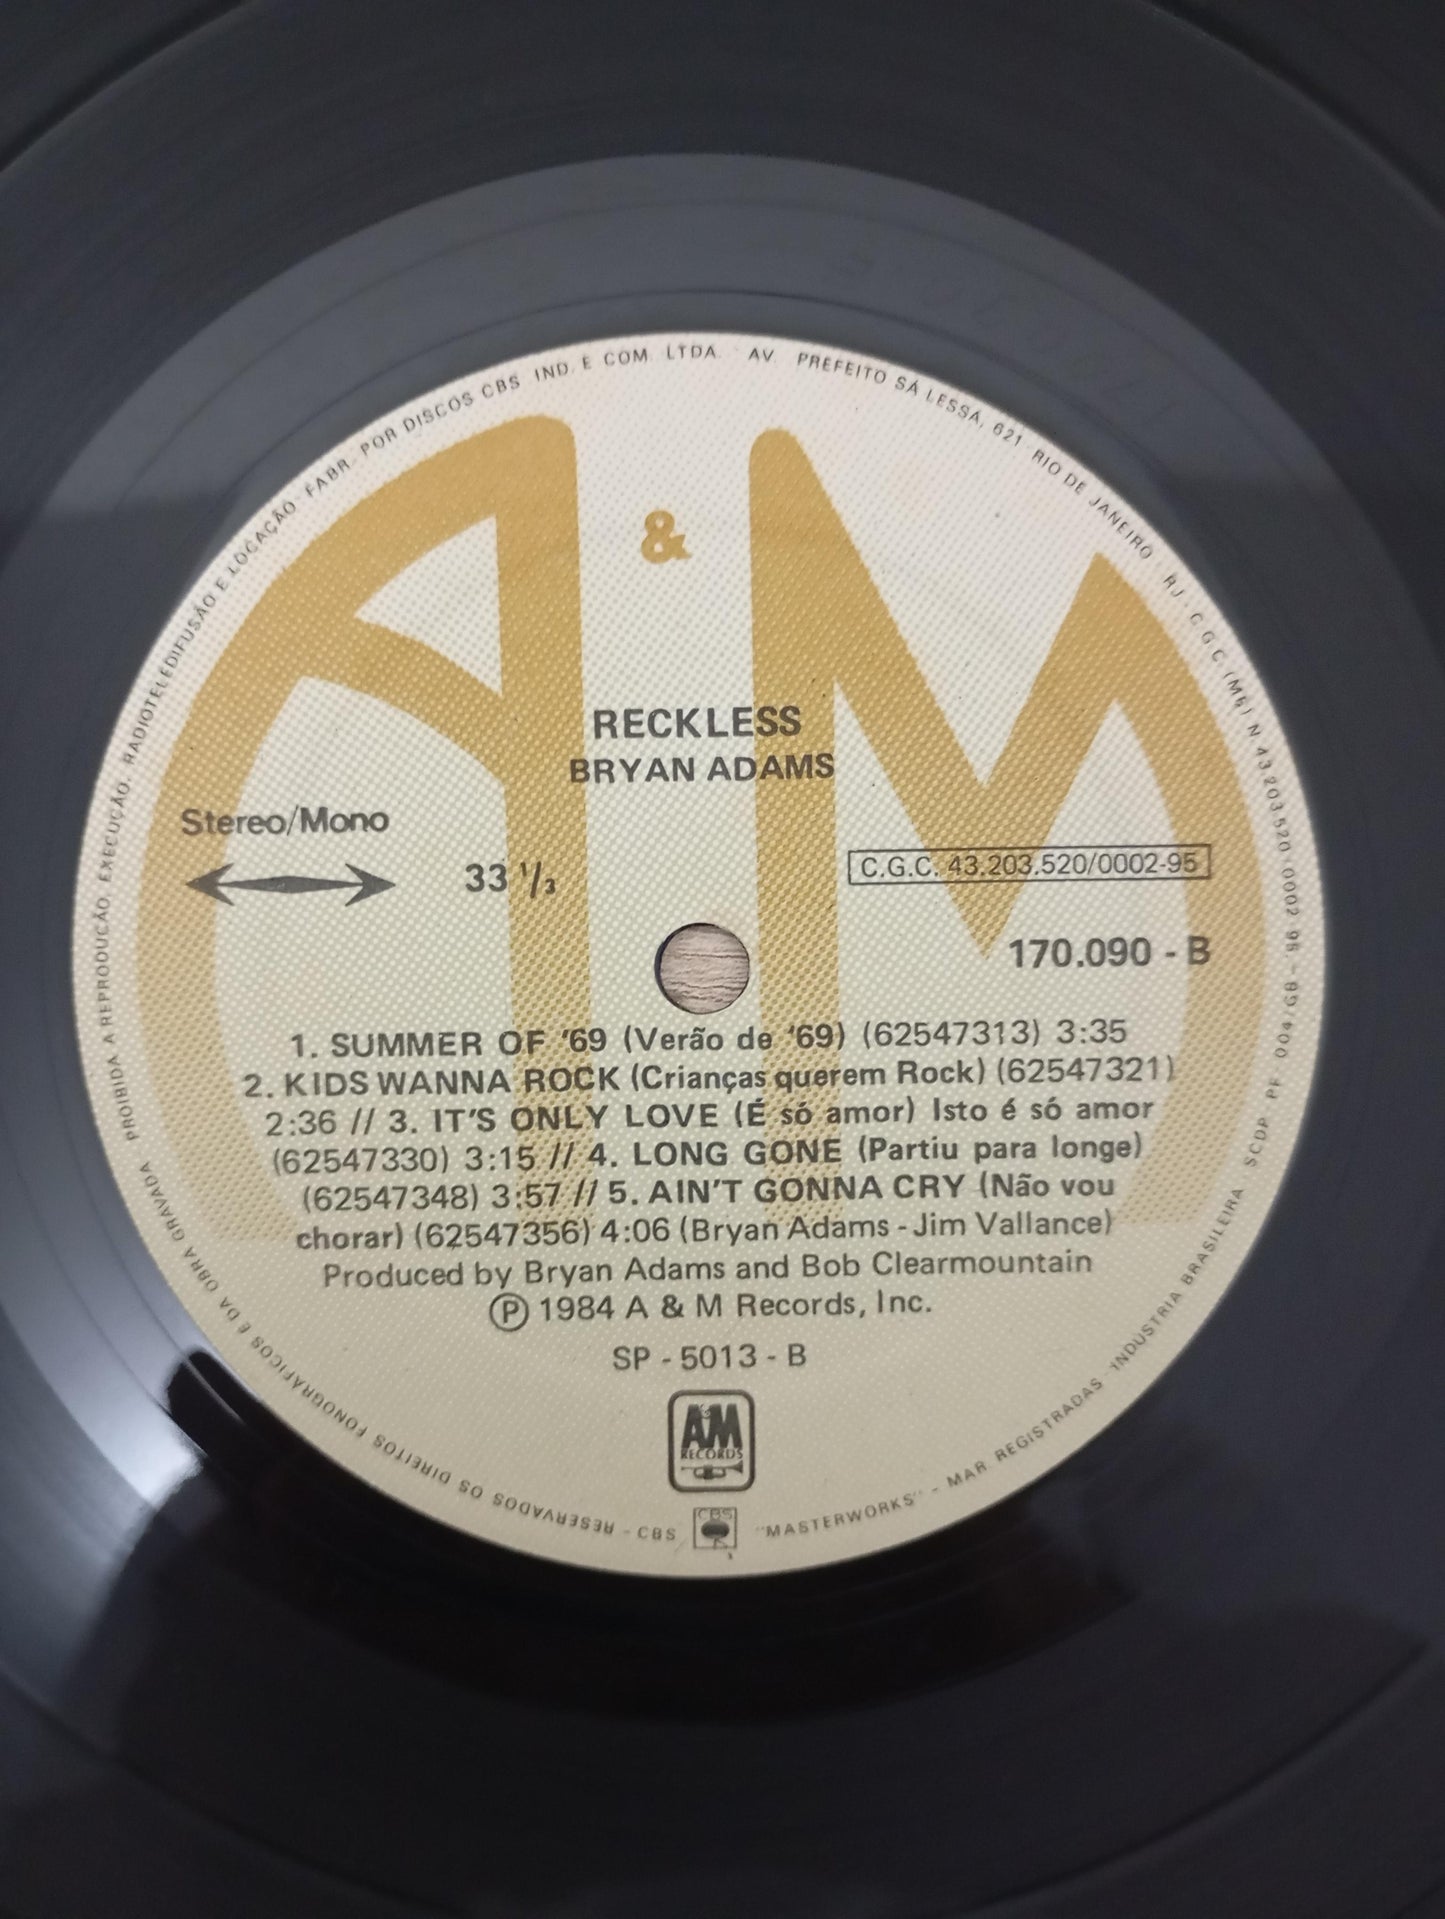 PROIBIDA A REPRODUÇÃO, EXECUÇÃO, RADIOTELEDIFUSÃO E LOCAÇÃO FABR. POR DISCOS CBS IND. E COM. LTDA. AV. PREFEITO SÁ LESSA, 621 RIO DE JANEIRO RJ - C G C (MF) N 43 203 520/0002 95 - SCDP PF
A & M
RECKLESS
BRYAN ADAMS
Stereo/Mono
33 1/3
C.G.C. 43.203.520/0002-95
170.090 - B
1. SUMMER OF '69 (Verão de '69) (62547313) 3:35
2. KIDS WANNA ROCK (Crianças querem Rock) (62547321)
2:36 // 3. IT'S ONLY LOVE (É só amor) Isto é só amor
(62547330) 3:15 // 4. LONG GONE (Partiu para longe)
(62547348) 3:57 // 5. AIN'T GONNA CRY (Não vou
chorar) (62547356) 4:06 (Bryan Adams - Jim Vallance)
Produced by Bryan Adams and Bob Clearmountain
Ⓟ 1984 A & M Records, Inc.
SP - 5013 - B
A&M
RECORDS
CBS
RESERVADOS OS DIREITOS FONOGRÁFICOS E DA OBRA GRAVADA
- CBS "MASTERWORKS" - MAR REGISTRADAS - INDUSTRIA BRASILEIRA